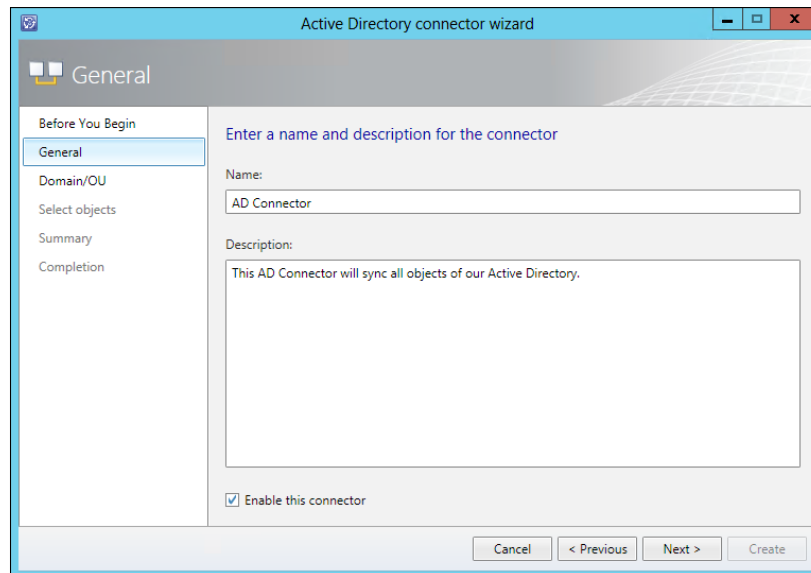 Active Directory connector wizard
General
Before You Begin
General
Domain/OU
Select objects
Summary
Completion
Enter a name and description for the connector
Name:
AD Connector
Description:
This AD Connector will sync all objects of our Active Directory.
Enable this connector
Cancel
< Previous
Next >
Create